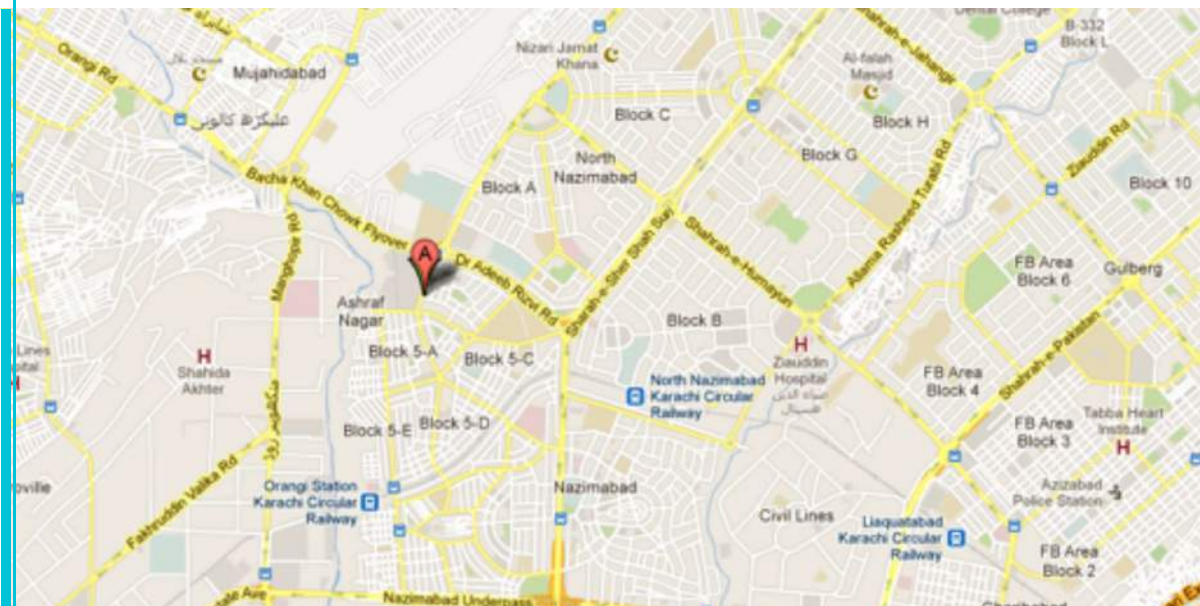 Shahrah-e-Jahangir
Dental College
B-332
Block L
Orangi Rd
Nizari Jamat
Khana
Al-falah
Masjid
Mujahidabad
علیگڑھ کالونی
Block C
Block H
Ziauddin Rd
North
Nazimabad
Block G
Block A
Block 10
Bacha Khan Chowk Flyover
Allama Rasheed Turabi Rd
A
Manghopir Rd
Dr Adeeb Rizvi Rd
Sharah-e-Sher Shah Suri
Shahrah-e-Humayun
FB Area
Block 6
Gulberg
Ashraf
Nagar
Block B
Shahrah-e-Pakistan
Lines
H
Shahida
Akhter
Block 5-A
Block 5-C
H
Ziauddin
Hospital
ضیاء الدین
North Nazimabad
Karachi Circular
Railway
FB Area
Block 4
Block 5-E
Block 5-D
FB Area
Block 3
Tabba Heart
Institute
H
Fakhruddin Valika Rd
Orangi Station
Karachi Circular
Railway
Nazimabad
Azizabad
Police Station
Civil Lines
Liaquatabad
Karachi Circular
Railway
FB Area
Block 2
Nazimabad Underpass